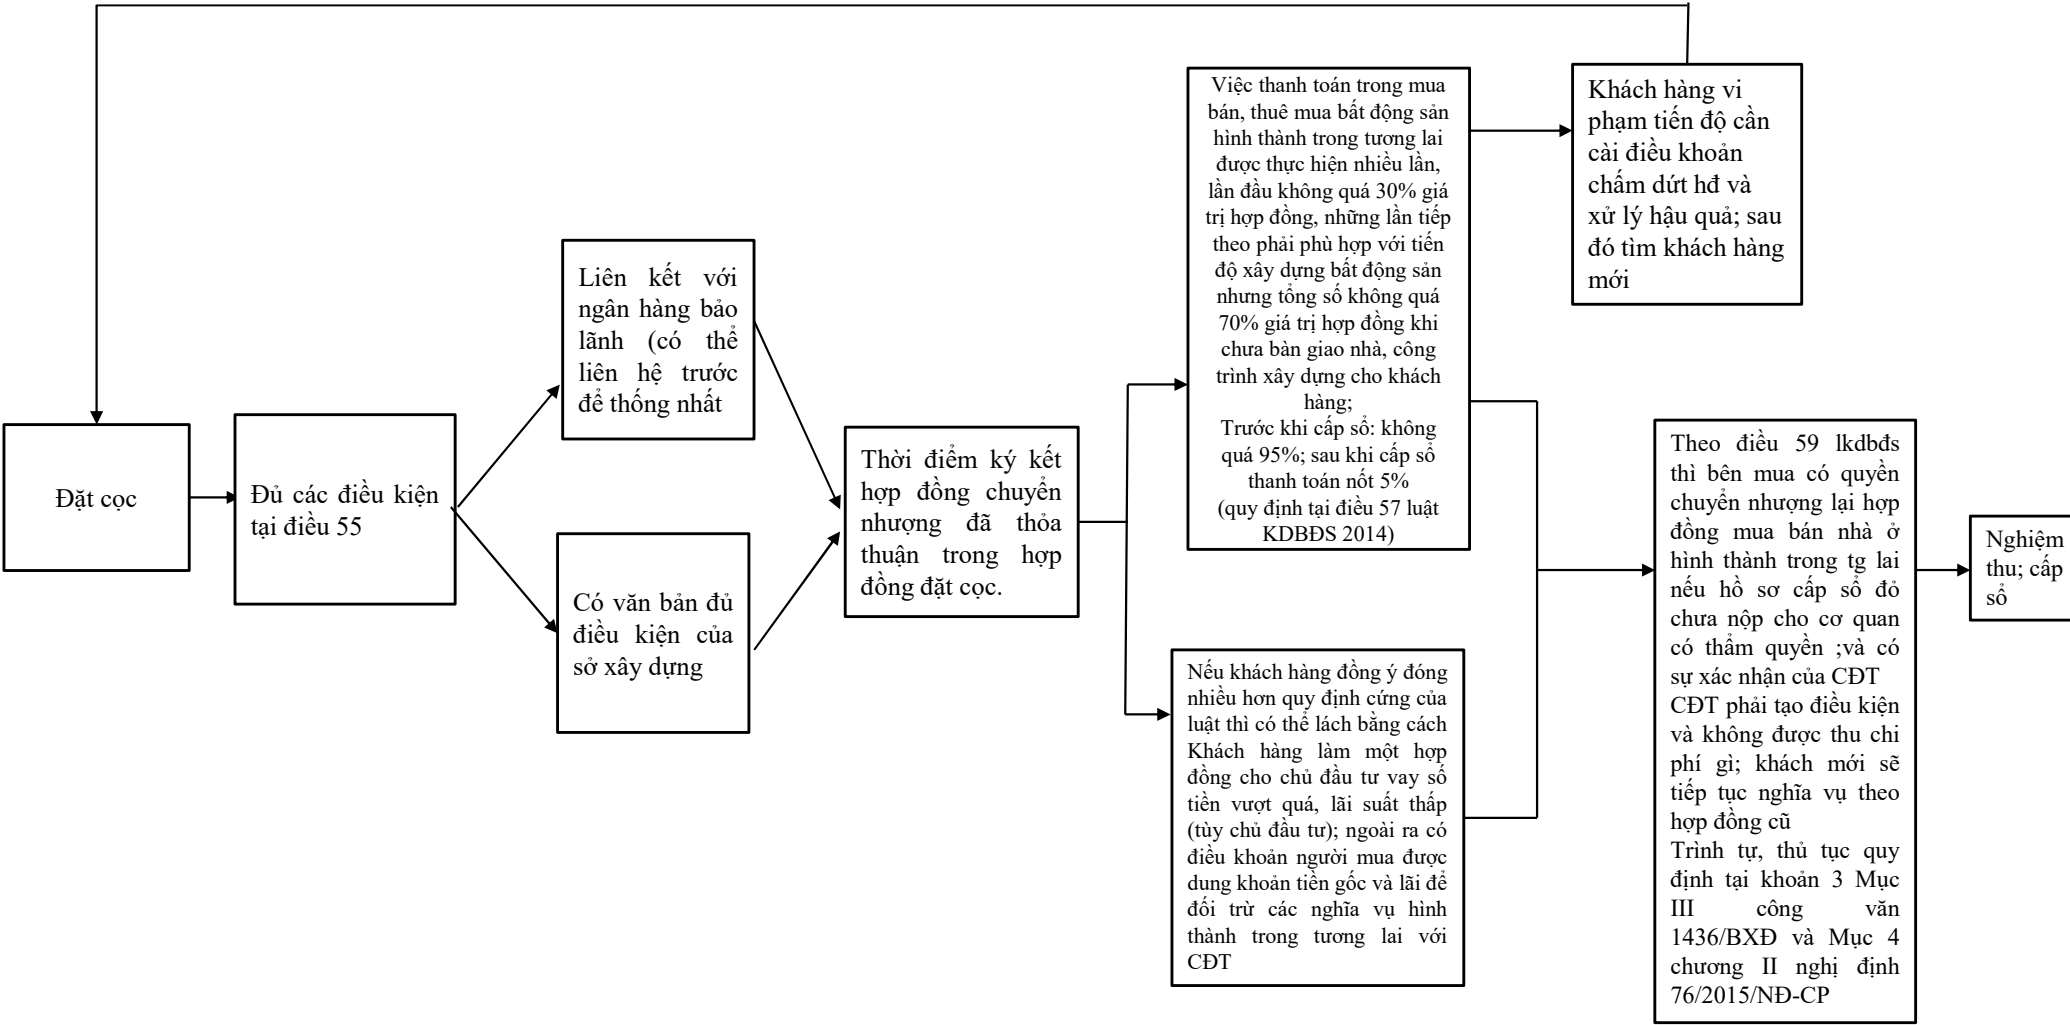 Đặt cọc
Đủ các điều kiện
tại điều 55
Liên kết với
ngân hàng bảo
lãnh (có thể
liên hệ trước
để thống nhất
Có văn bản đủ
điều kiện của
sở xây dựng
Thời điểm ký kết
hợp đồng chuyển
nhượng đã thỏa
thuận trong hợp
đồng đặt cọc.
Việc thanh toán trong mua
bán, thuê mua bất động sản
hình thành trong tương lai
được thực hiện nhiều lần,
lần đầu không quá 30% giá
trị hợp đồng, những lần tiếp
theo phải phù hợp với tiến
độ xây dựng bất động sản
nhưng tổng số không quá
70% giá trị hợp đồng khi
chưa bàn giao nhà, công
trình xây dựng cho khách
hàng;
Trước khi cấp sổ: không
quá 95%; sau khi cấp sổ
thanh toán nốt 5%
(quy định tại điều 57 luật
KDBĐS 2014)
Khách hàng vi
phạm tiến độ cần
cài điều khoản
chấm dứt hđ và
xử lý hậu quả; sau
đó tìm khách hàng
mới
Nếu khách hàng đồng ý đóng
nhiều hơn quy định cứng của
luật thì có thể lách bằng cách
Khách hàng làm một hợp
đồng cho chủ đầu tư vay số
tiền vượt quá, lãi suất thấp
(tùy chủ đầu tư); ngoài ra có
điều khoản người mua được
dung khoản tiền gốc và lãi để
đối trừ các nghĩa vụ hình
thành trong tương lai với
CĐT
Theo điều 59 lkdbđs
thì bên mua có quyền
chuyển nhượng lại hợp
đồng mua bán nhà ở
hình thành trong tg lai
nếu hồ sơ cấp sổ đỏ
chưa nộp cho cơ quan
có thẩm quyền ;và có
sự xác nhận của CĐT
CĐT phải tạo điều kiện
và không được thu chi
phí gì; khách mới sẽ
tiếp tục nghĩa vụ theo
hợp đồng cũ
Trình tự, thủ tục quy
định tại khoản 3 Mục
III công văn
1436/BXĐ và Mục 4
chương II nghị định
76/2015/NĐ-CP
Nghiệm
thu; cấp
sổ